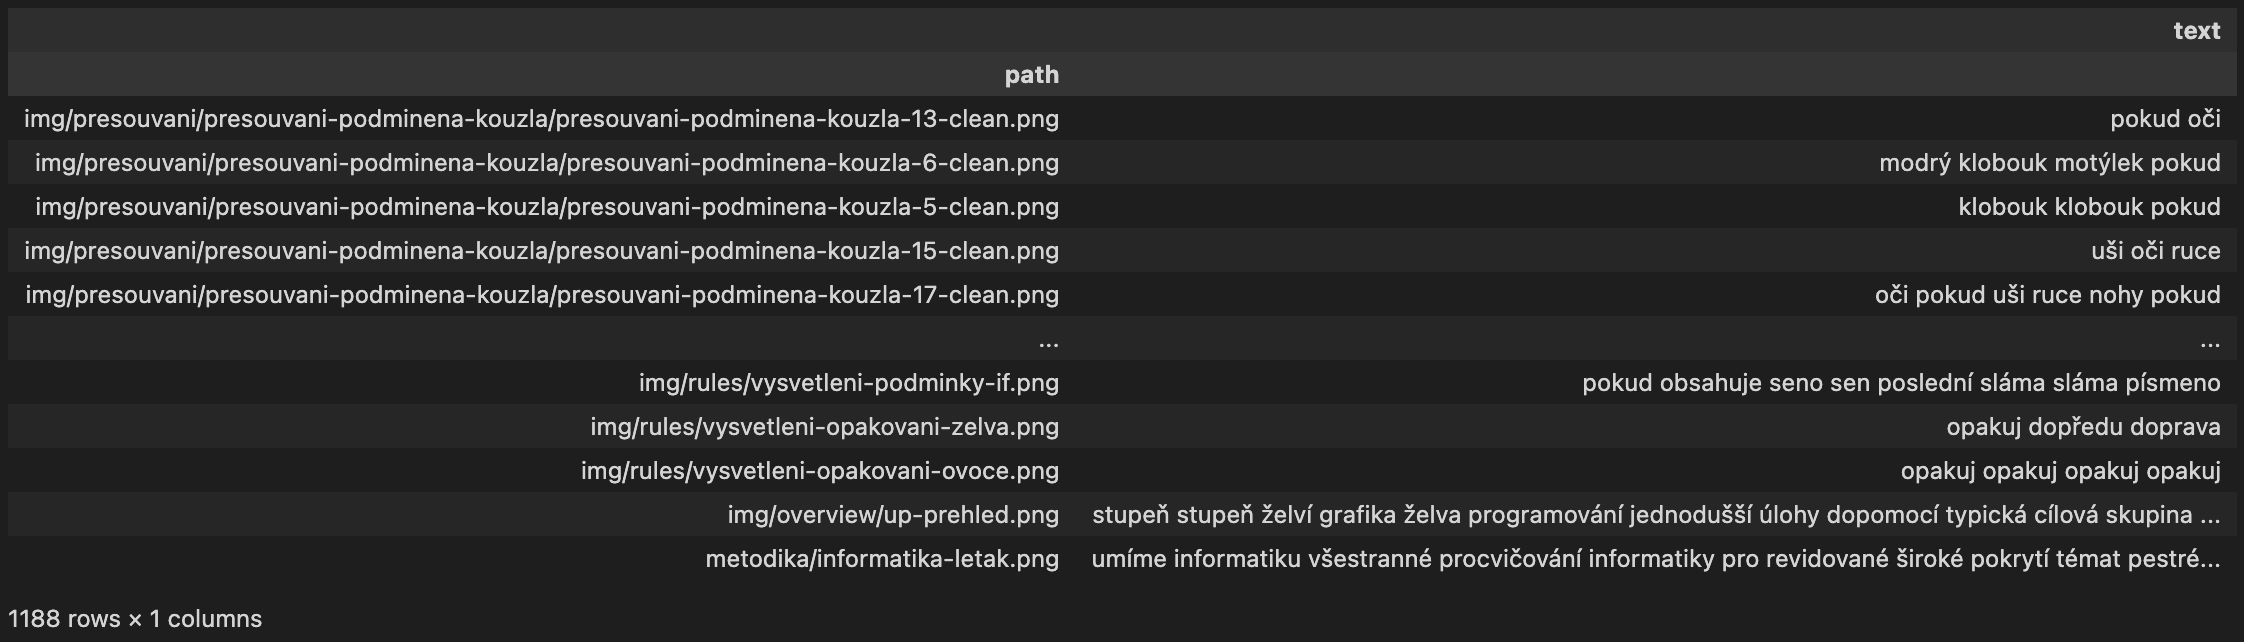 text
path
img/presouvani/presouvani-podminena-kouzla/presouvani-podminena-kouzla-13-clean.png pokud oči
img/presouvani/presouvani-podminena-kouzla/presouvani-podminena-kouzla-6-clean.png modrý klobouk motýlek pokud
img/presouvani/presouvani-podminena-kouzla/presouvani-podminena-kouzla-5-clean.png klobouk klobouk pokud
img/presouvani/presouvani-podminena-kouzla/presouvani-podminena-kouzla-15-clean.png uši oči ruce
img/presouvani/presouvani-podminena-kouzla/presouvani-podminena-kouzla-17-clean.png oči pokud uši ruce nohy pokud
... ...
img/rules/vysvetleni-podminky-if.png pokud obsahuje seno sen poslední sláma sláma písmeno
img/rules/vysvetleni-opakovani-zelva.png opakuj dopředu doprava
img/rules/vysvetleni-opakovani-ovoce.png opakuj opakuj opakuj opakuj
img/overview/up-prehled.png stupeň stupeň želví grafika želva programování jednodušší úlohy dopomocí typická cílová skupina ...
metodika/informatika-letak.png umíme informatiku všestranné procvičování informatiky pro revidované široké pokrytí témat pestré...
1188 rows × 1 columns